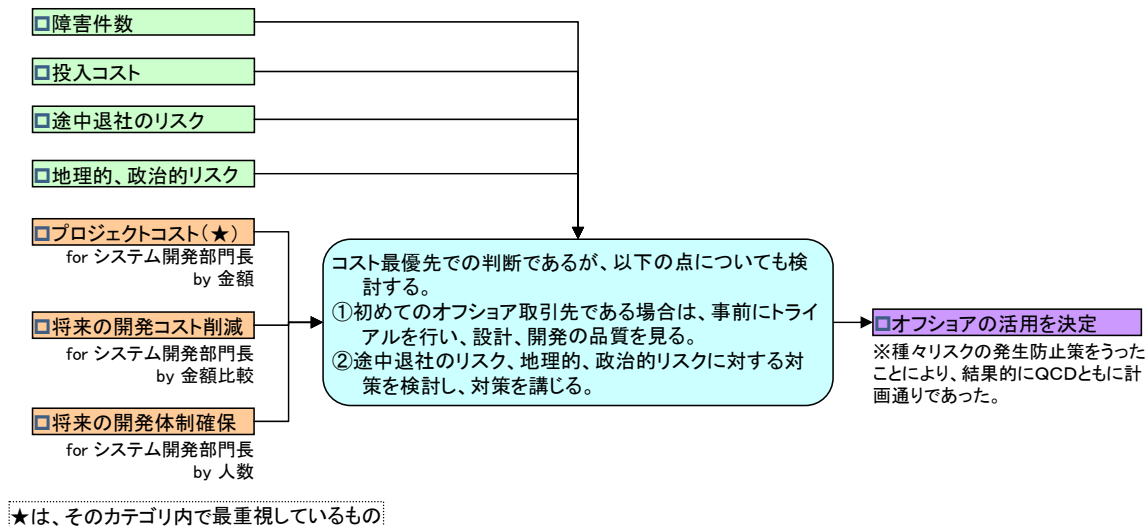 □障害件数
□投入コスト
□途中退社のリスク
□地理的、政治的リスク
□プロジェクトコスト(★)
for システム開発部門長
by 金額
□将来の開発コスト削減
for システム開発部門長
by 金額比較
□将来の開発体制確保
for システム開発部門長
by 人数
コスト最優先での判断であるが、以下の点についても検
討する。
①初めてのオフショア取引先である場合は、事前にトライ
アルを行い、設計、開発の品質を見る。
②途中退社のリスク、地理的、政治的リスクに対する対
策を検討し、対策を講じる。
□オフショアの活用を決定
※種々リスクの発生防止策をうった
ことにより、結果的にQCDともに計
画通りであった。
★は、そのカテゴリ内で最重視しているもの